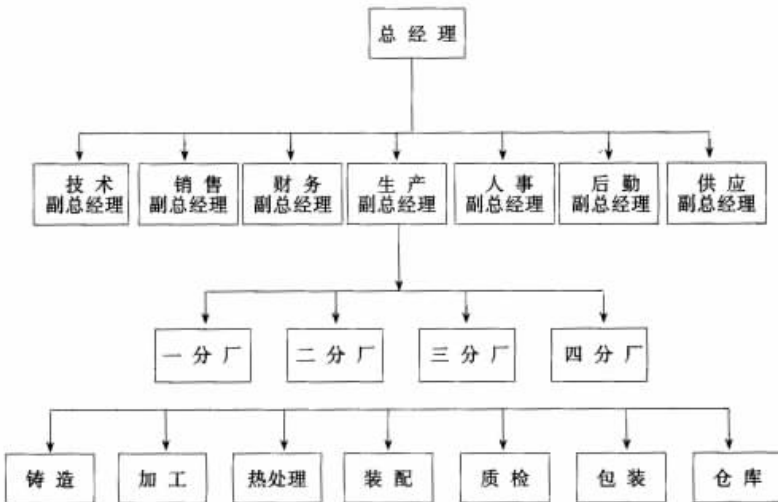 总经理
技术
副总经理
销售
副总经理
财务
副总经理
生产
副总经理
人事
副总经理
后勤
副总经理
供应
副总经理
一分厂
二分厂
三分厂
四分厂
铸造
加工
热处理
装配
质检
包装
仓库